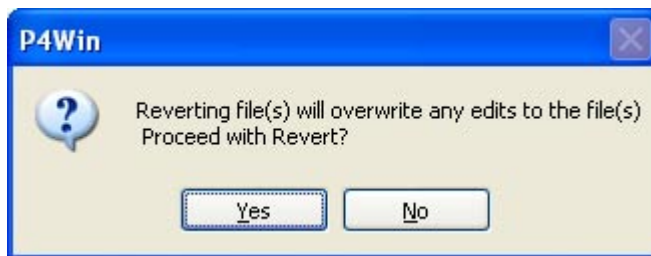 P4Win
Reverting file(s) will overwrite any edits to the file(s)
Proceed with Revert?
Yes
No